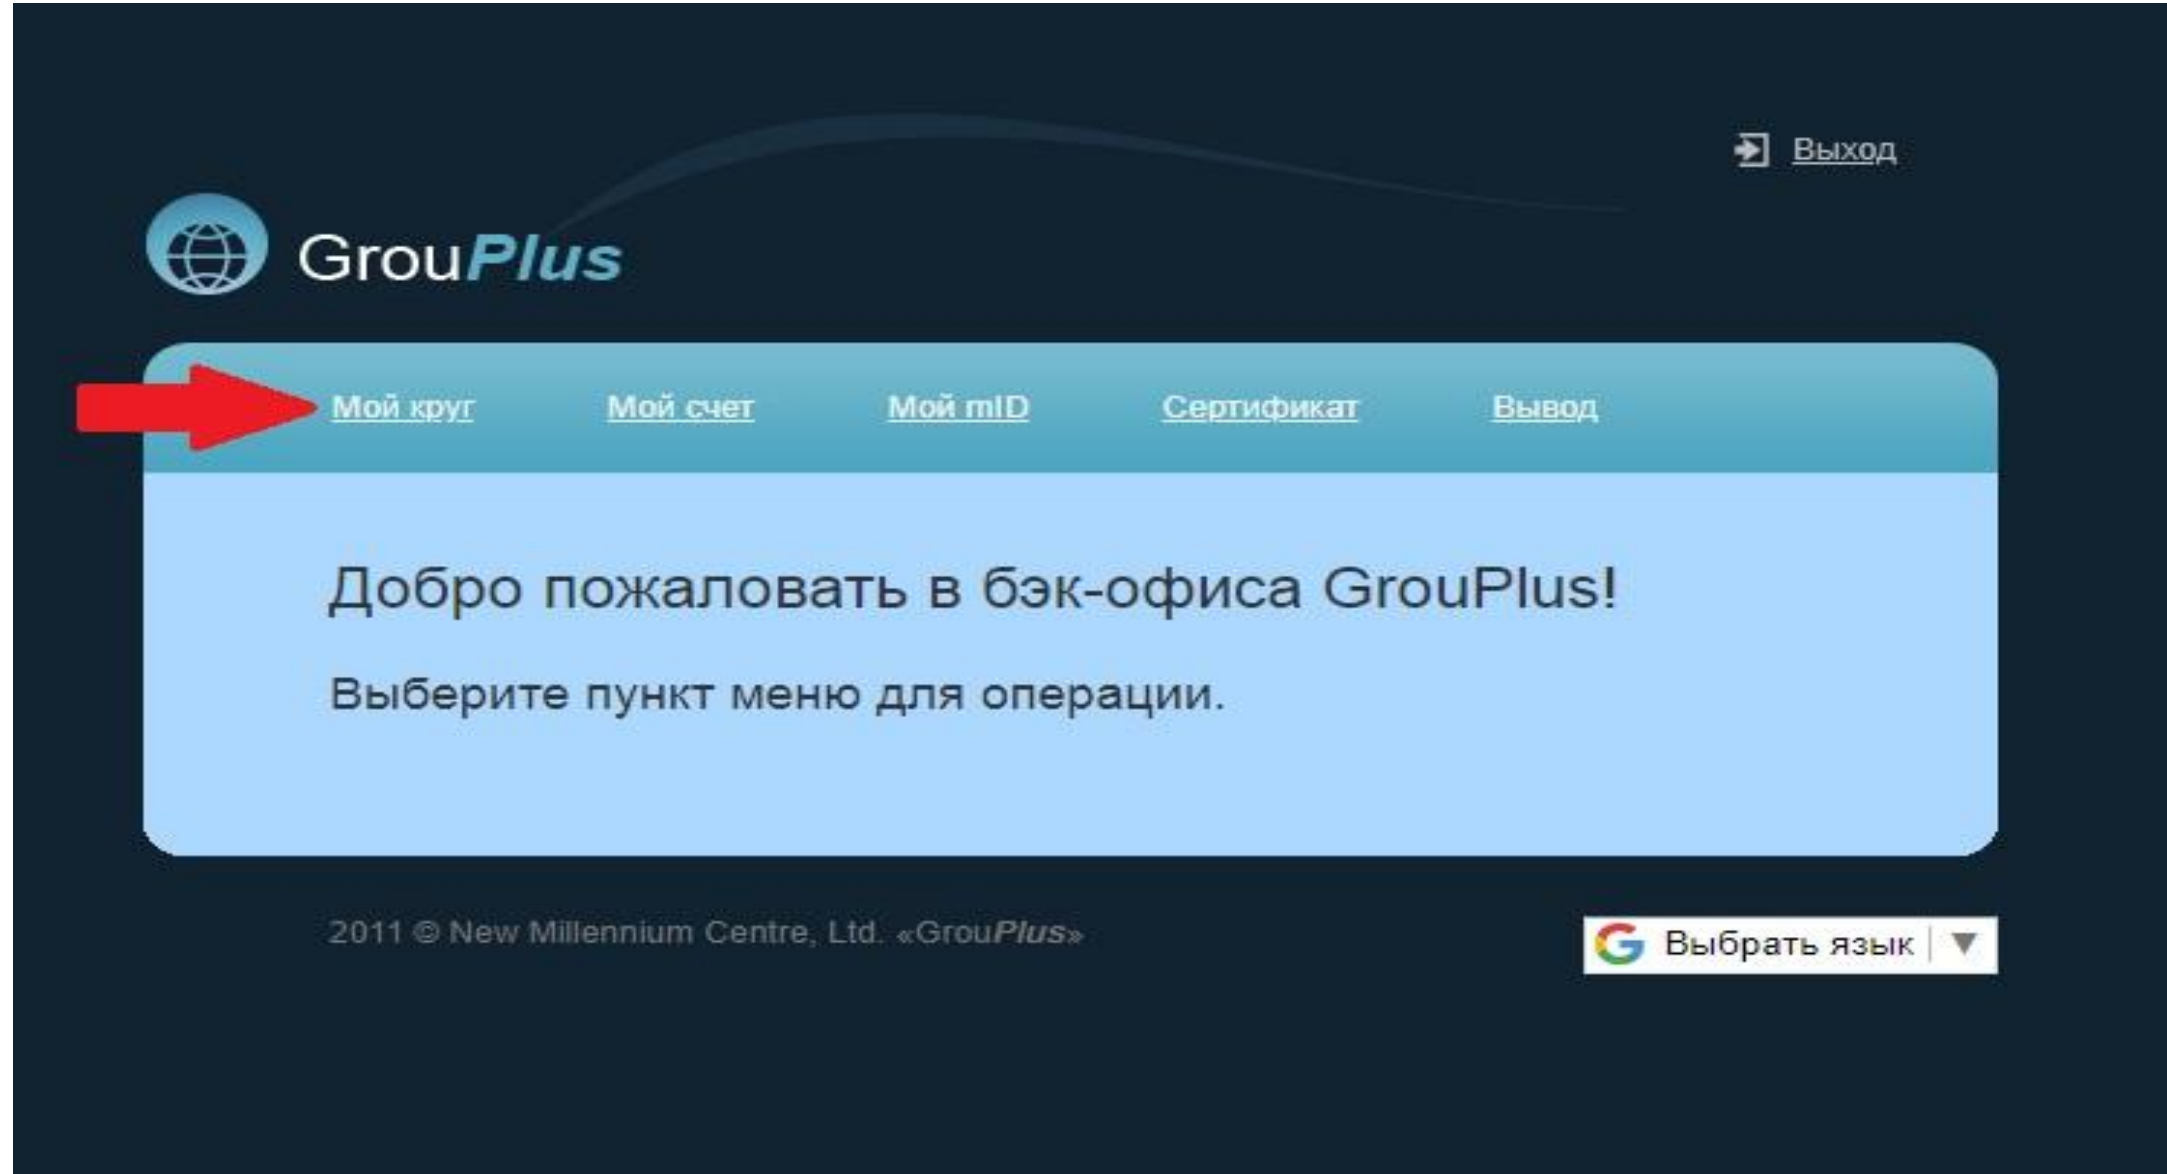 Выход
GrouPlus
Мой круг Мой счет Мой mID Сертификат Вывод
Добро пожаловать в бэк-офиса GrouPlus!
Выберите пункт меню для операции.
2011 © New Millennium Centre, Ltd. «GrouPlus»
Выбрать язык